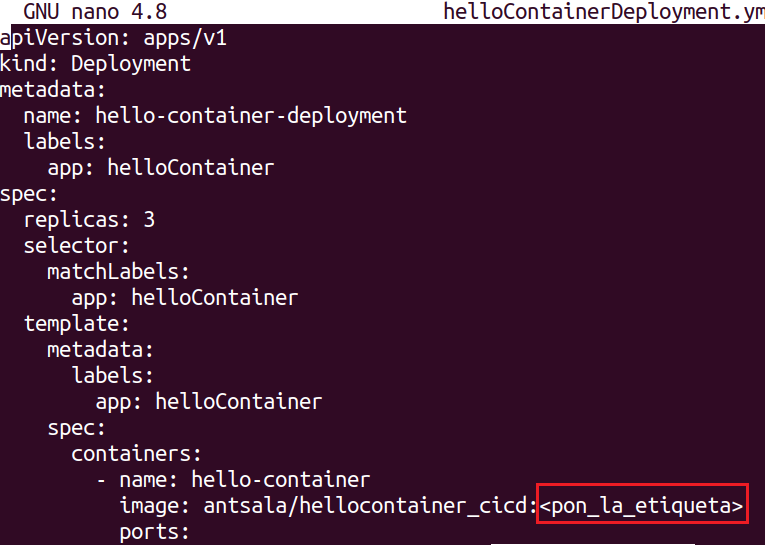 GNU nano 4.8 helloContainerDeployment.ym
apiVersion: apps/v1
kind: Deployment
metadata:
  name: hello-container-deployment
  labels:
    app: helloContainer
spec:
  replicas: 3
  selector:
    matchLabels:
      app: helloContainer
  template:
    metadata:
      labels:
        app: helloContainer
    spec:
      containers:
        - name: hello-container
          image: antsala/hellocontainer_cicd:<pon_la_etiqueta>
          ports: